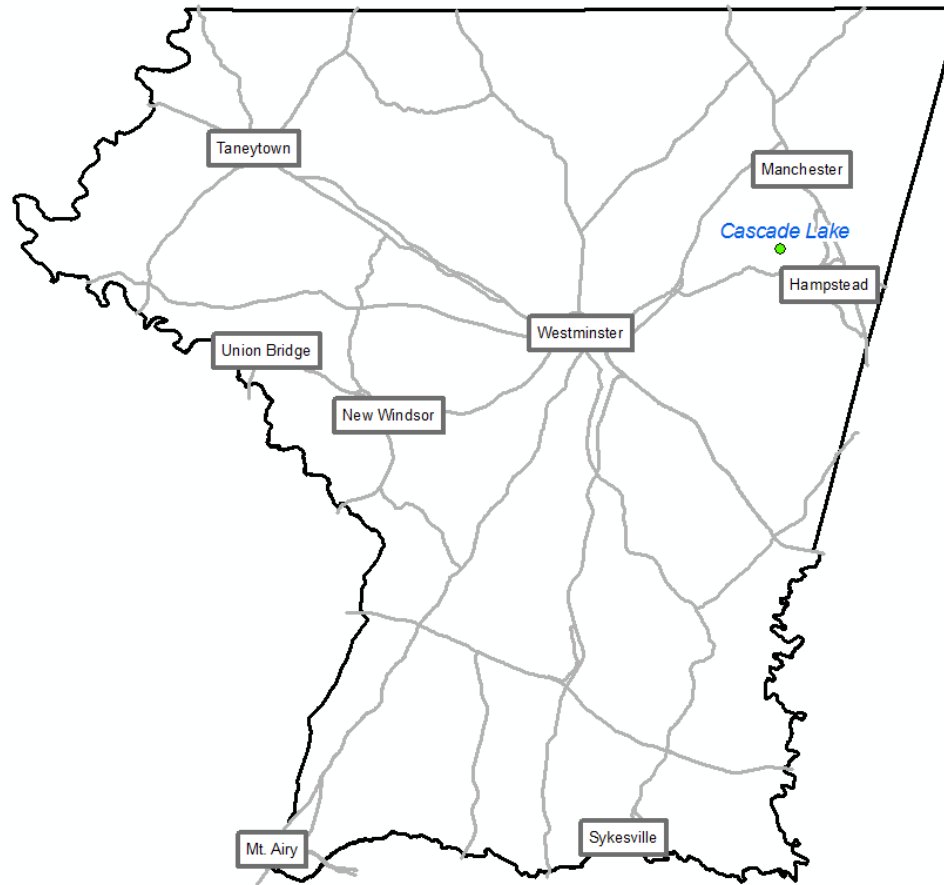 Taneytown
Manchester
Cascade Lake
Hampstead
Westminster
Union Bridge
New Windsor
Sykesville
Mt. Airy